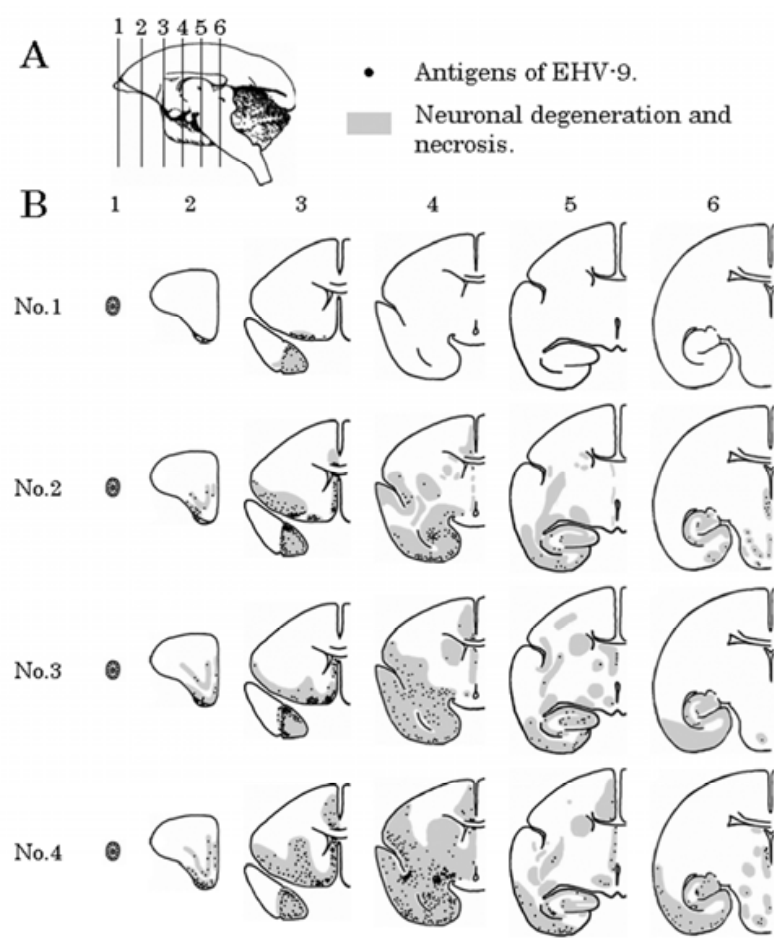 1 2 3 4 5 6
A
Antigens of EHV-9.
Neuronal degeneration and
necrosis.
B 1 2 3 4 5 6
No.1
No.2
No.3
No.4